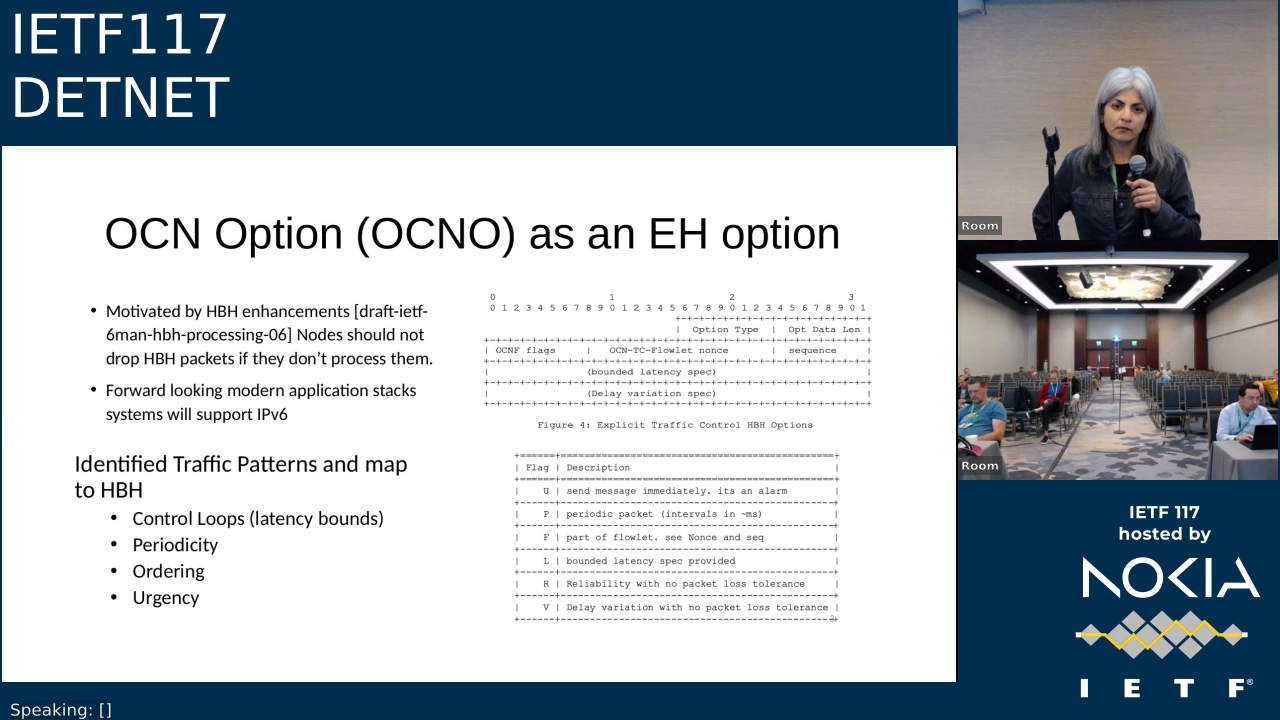 IETF117
DETNET
OCN Option (OCNO) as an EH option
• Motivated by HBH enhancements [draft-ietf-
6man-hbh-processing-06] Nodes should not
drop HBH packets if they don't process them.
• Forward looking modern application stacks
systems will support IPv6
Identified Traffic Patterns and map
to HBH
• Control Loops (latency bounds)
• Periodicity
• Ordering
• Urgency
0 1 2 3
0 1 2 3 4 5 6 7 8 9 0 1 2 3 4 5 6 7 8 9 0 1 2 3 4 5 6 7 8 9 0 1
+-+-+-+-+-+-+-+-+-+-+-+-+-+-+-+-+
| Option Type | Opt Data Len |
+-+-+-+-+-+-+-+-+-+-+-+-+-+-+-+-+-+-+-+-+-+-+-+-+-+-+-+-+-+-+-+-+
| OCNF flags | OCN-TC-Flowlet nonce | sequence |
+-+-+-+-+-+-+-+-+-+-+-+-+-+-+-+-+-+-+-+-+-+-+-+-+-+-+-+-+-+-+-+-+
| (bounded latency spec) |
+-+-+-+-+-+-+-+-+-+-+-+-+-+-+-+-+-+-+-+-+-+-+-+-+-+-+-+-+-+-+-+-+
| (Delay variation spec) |
+-+-+-+-+-+-+-+-+-+-+-+-+-+-+-+-+-+-+-+-+-+-+-+-+-+-+-+-+-+-+-+-+
Figure 4: Explicit Traffic Control HBH Options
+======+=============================================+
| Flag | Description |
+======+=============================================+
| U | send message immediately. its an alarm |
+------+---------------------------------------------+
| P | periodic packet (intervals in ~ms) |
+------+---------------------------------------------+
| F | part of flowlet. see Nonce and seq |
+------+---------------------------------------------+
| L | bounded latency spec provided |
+------+---------------------------------------------+
| R | Reliability with no packet loss tolerance |
+------+---------------------------------------------+
| V | Delay variation with no packet loss tolerance |
+------+---------------------------------------------+
Room
Room
IETF 117
hosted by
NOKIA
I E T F®
Speaking: []